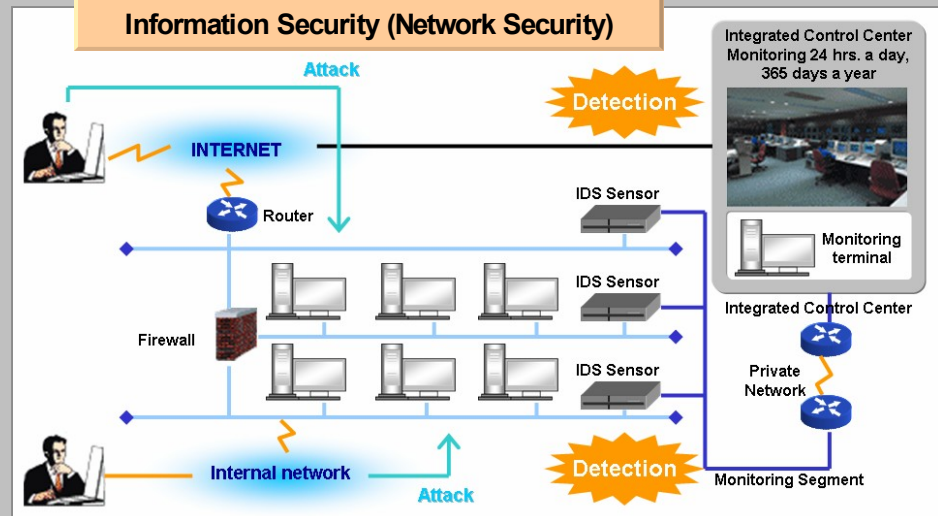 Information Security (Network Security)
Integrated Control Center
Monitoring 24 hrs. a day,
365 days a year
Attack
Detection
INTERNET
Router
IDS Sensor
Monitoring
terminal
IDS Sensor
Integrated Control Center
Firewall
IDS Sensor
Private
Network
Internal network
Attack
Detection
Monitoring Segment